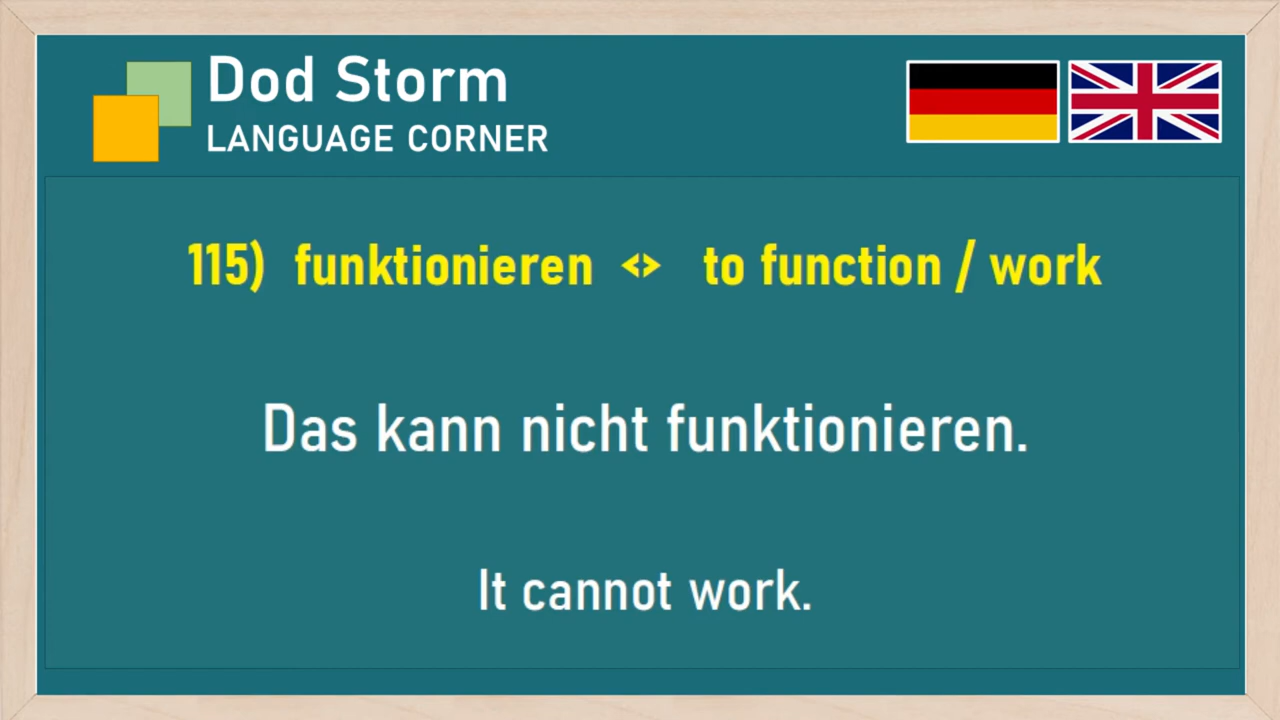 Dod Storm
LANGUAGE CORNER
115) funktionieren <> to function / work
Das kann nicht funktionieren.
It cannot work.